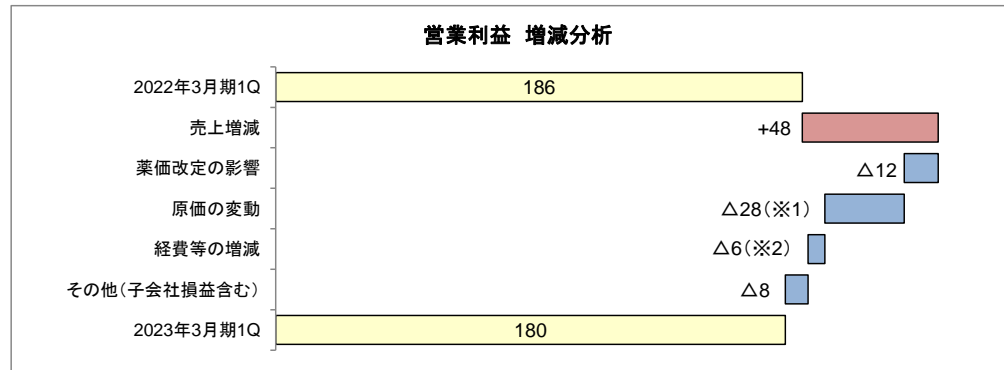 営業利益 増減分析
2022年3月期1Q 186
売上増減 +48
薬価改定の影響 △12
原価の変動 △28(※1)
経費等の増減 △6(※2)
その他(子会社損益含む) △8
2023年3月期1Q 180